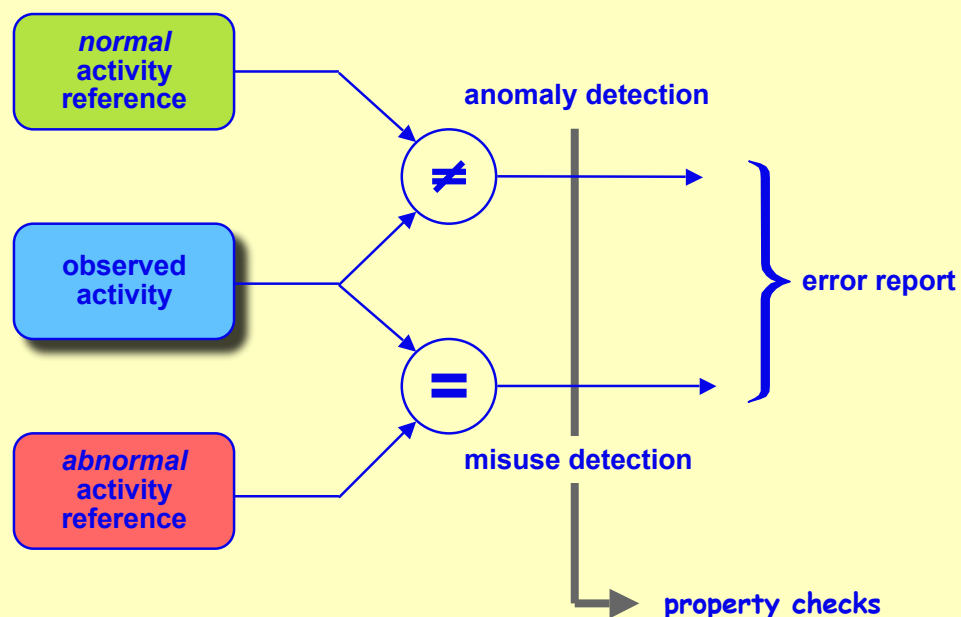 normal
activity
reference
anomaly detection
≠
observed
activity
error report
=
misuse detection
abnormal
activity
reference
property checks